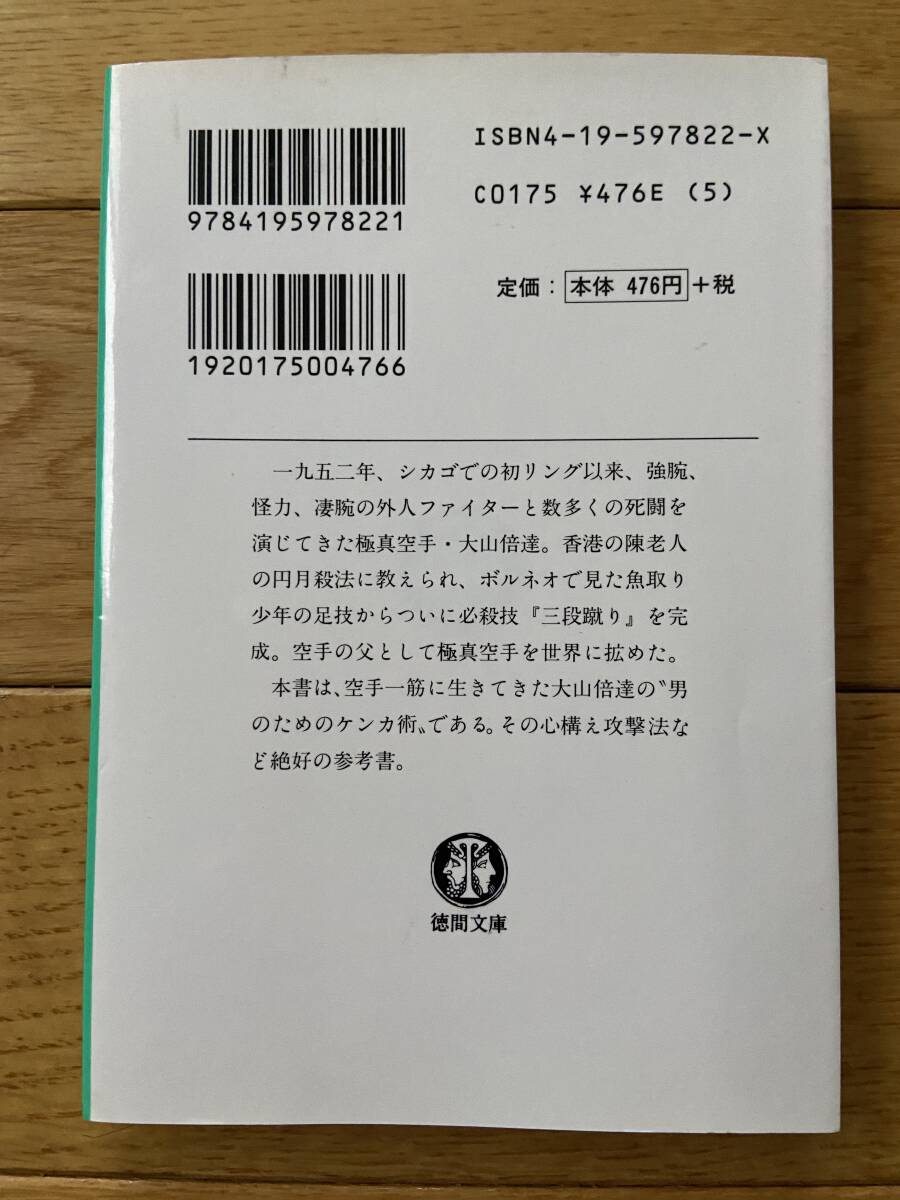 ISBN4-19-597822-X
C0175 ¥476E (5)
9784195978221
定価：本体 476円＋税
1920175004766
一九五二年、シカゴでの初リング以来、強腕、
怪力、凄腕の外人ファイターと数多くの死闘を
演じてきた極真空手・大山倍達。香港の陳老人
の円月殺法に教えられ、ボルネオで見た魚取り
少年の足技からついに必殺技『三段蹴り』を完
成。空手の父として極真空手を世界に拡めた。
本書は、空手一筋に生きてきた大山倍達の〝男
のためのケンカ術〟である。その心構え攻撃法な
ど絶好の参考書。
徳間文庫